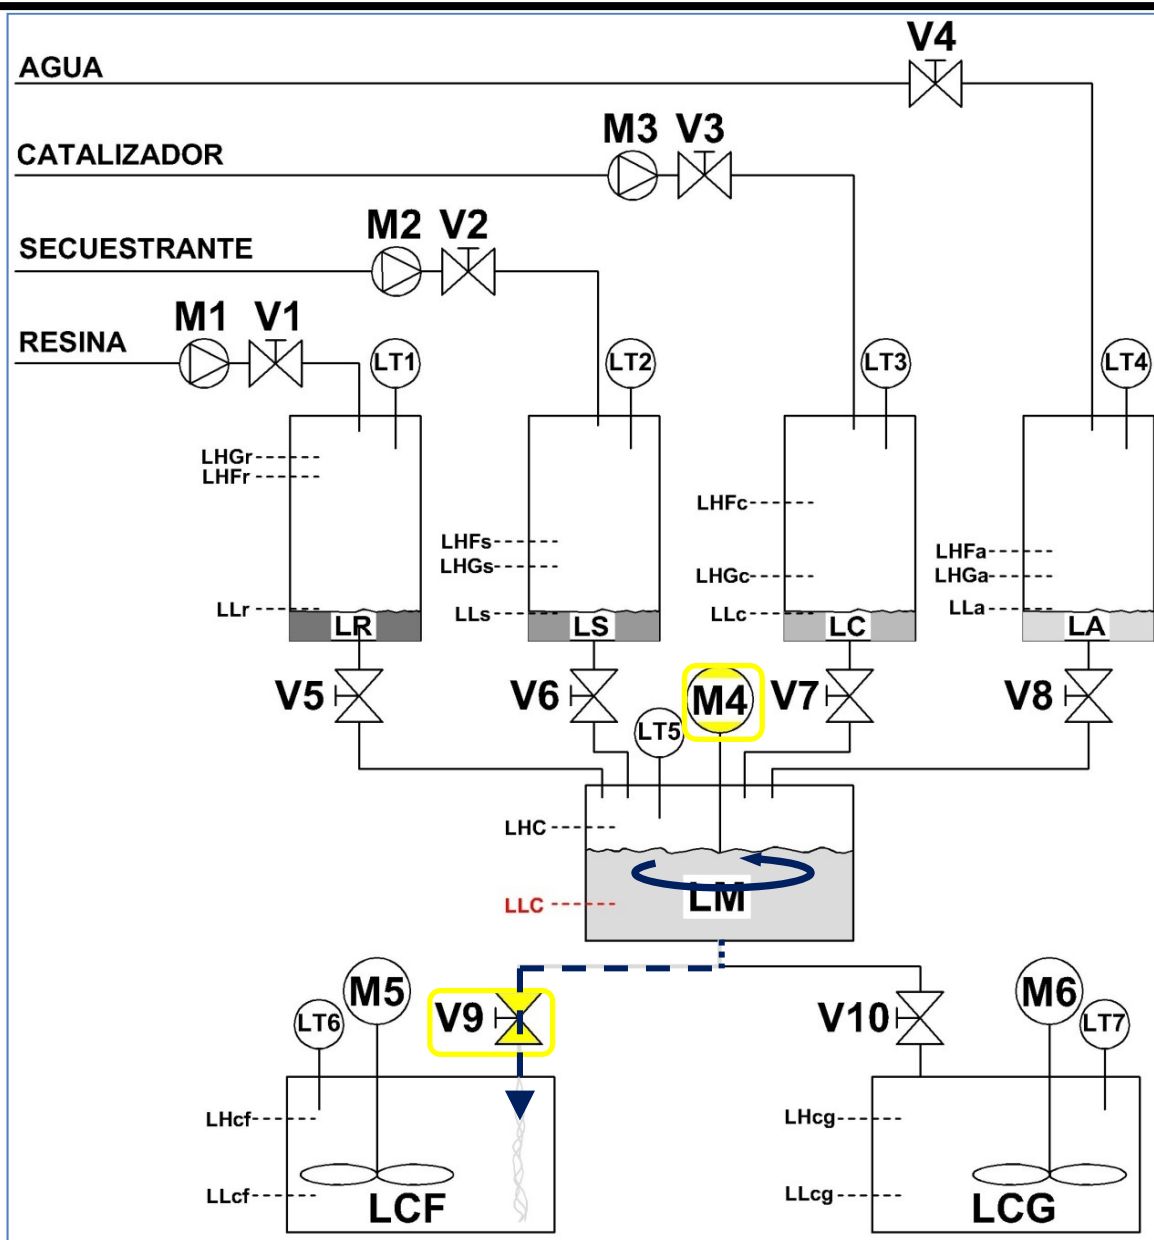 V4
AGUA
M3 V3
CATALIZADOR
M2 V2
SECUESTRANTE
M1 V1
RESINA
LT1
LT2
LT3
LT4
LHGr
LHFr
LLr
LR
LHFs
LHGs
LLs
LS
LHFc
LHGc
LLc
LC
LHFa
LHGa
LLa
LA
V5
V6
M4
V7
V8
LT5
LHC
LLC
LM
M5
LT6
V9
V10
M6
LT7
LHcf
LLcf
LCF
LHcg
LLcg
LCG